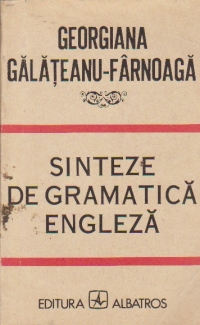 GEORGIANA
GĂLĂȚEANU-FÂRNOAGĂ
SINTEZE
DE GRAMATICĂ
ENGLEZĂ
EDITURA ALBATROS